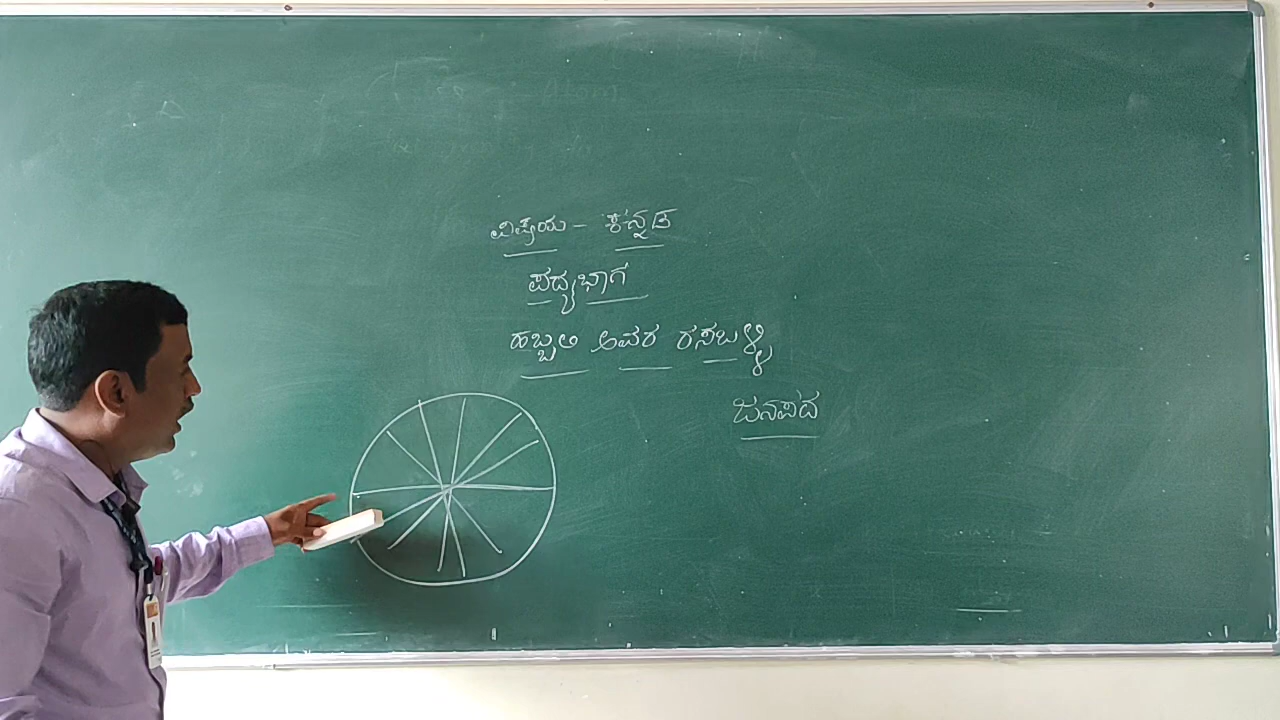 ವಿಷಯ - ಕನ್ನಡ
ಪದ್ಯಭಾಗ
ಹಬ್ಬಲಿ ಅವರ ರಸಬಳ್ಳಿ
ಜನಪದ